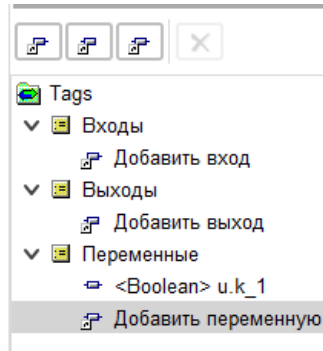 Tags
Входы
Добавить вход
Выходы
Добавить выход
Переменные
<Boolean> u.k_1
Добавить переменную